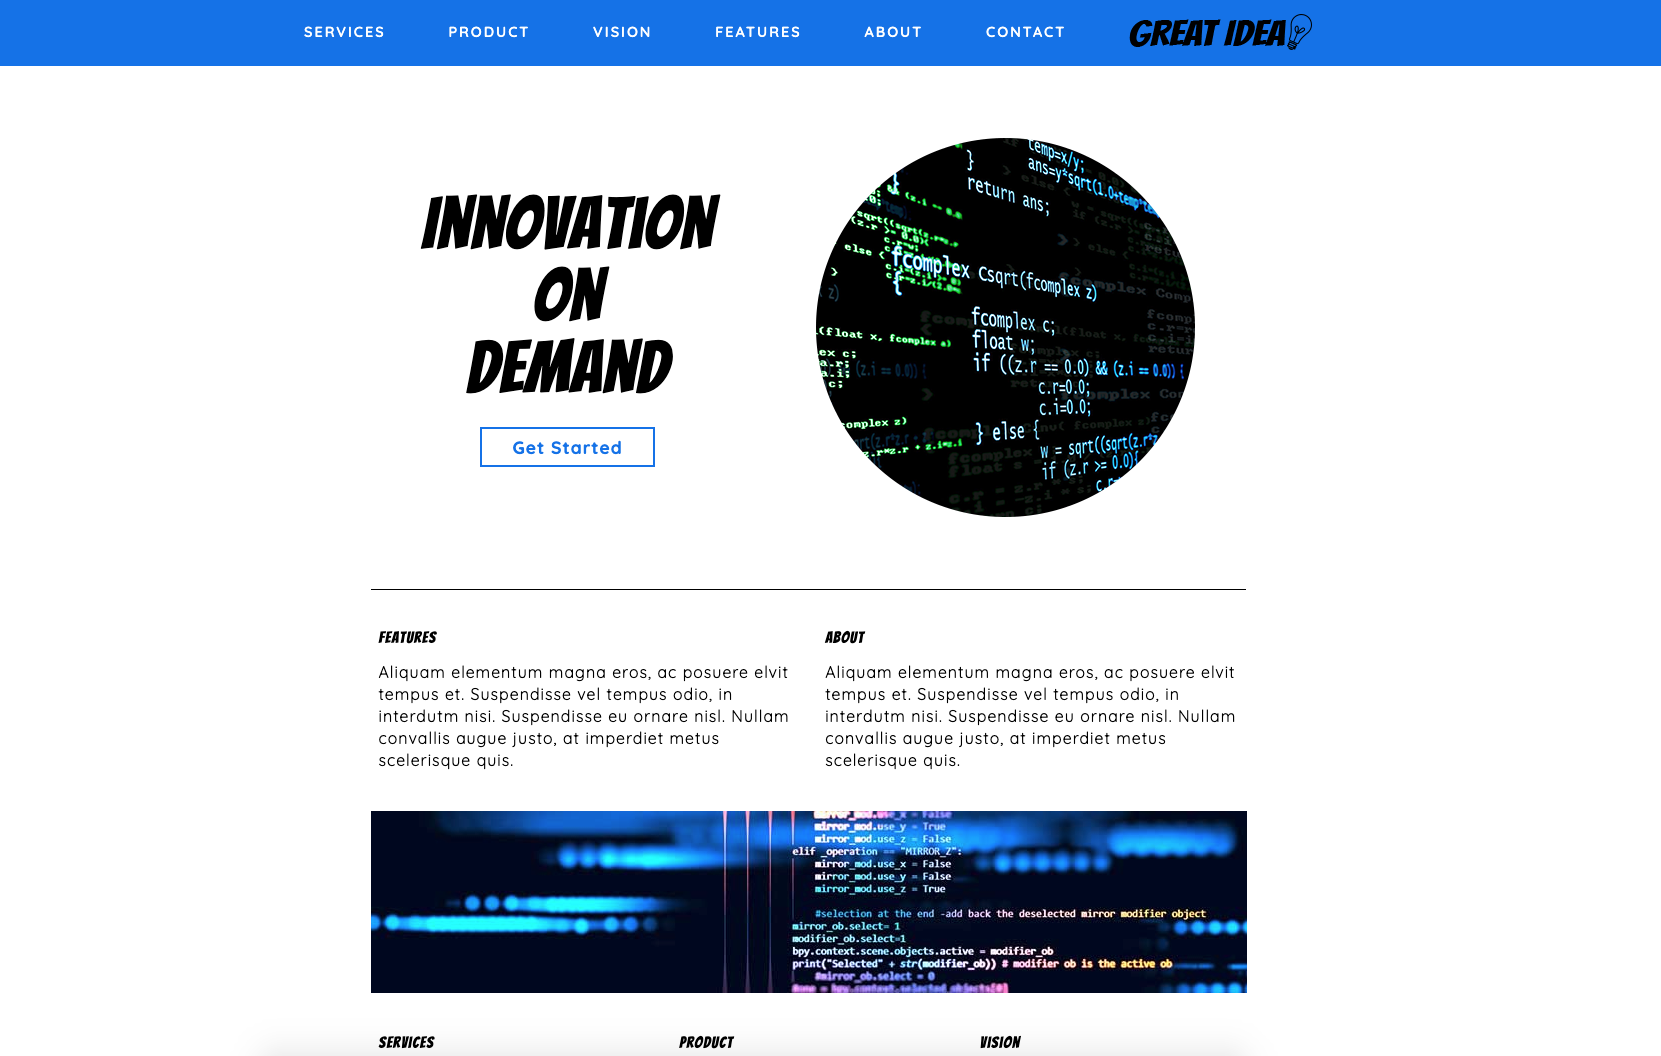 SERVICES PRODUCT VISION FEATURES ABOUT CONTACT GREAT IDEA
INNOVATION
ON
DEMAND
Get Started
temp=x/y;
}
return ans;
fcomplex Csqrt(fcomplex z)
{
fcomplex c;
float w;
if ((z.r == 0.0) && (z.i == 0.0)) {
c.r=0.0;
c.i=0.0;
} else {
w = sqrt((sqrt(z.r*z
if (z.r >= 0.0){
FEATURES
Aliquam elementum magna eros, ac posuere elvit
tempus et. Suspendisse vel tempus odio, in
interdutm nisi. Suspendisse eu ornare nisl. Nullam
convallis augue justo, at imperdiet metus
scelerisque quis.
ABOUT
Aliquam elementum magna eros, ac posuere elvit
tempus et. Suspendisse vel tempus odio, in
interdutm nisi. Suspendisse eu ornare nisl. Nullam
convallis augue justo, at imperdiet metus
scelerisque quis.
mirror_mod.use_x = False
mirror_mod.use_y = True
mirror_mod.use_z = False
elif _operation == "MIRROR_Z":
mirror_mod.use_x = False
mirror_mod.use_y = False
mirror_mod.use_z = True
#selection at the end -add back the deselected mirror modifier object
mirror_ob.select= 1
modifier_ob.select=1
bpy.context.scene.objects.active = modifier_ob
print("Selected" + str(modifier_ob)) # modifier ob is the active ob
#mirror_ob.select = 0
= bpy.context.selected_objects[0]
SERVICES PRODUCT VISION